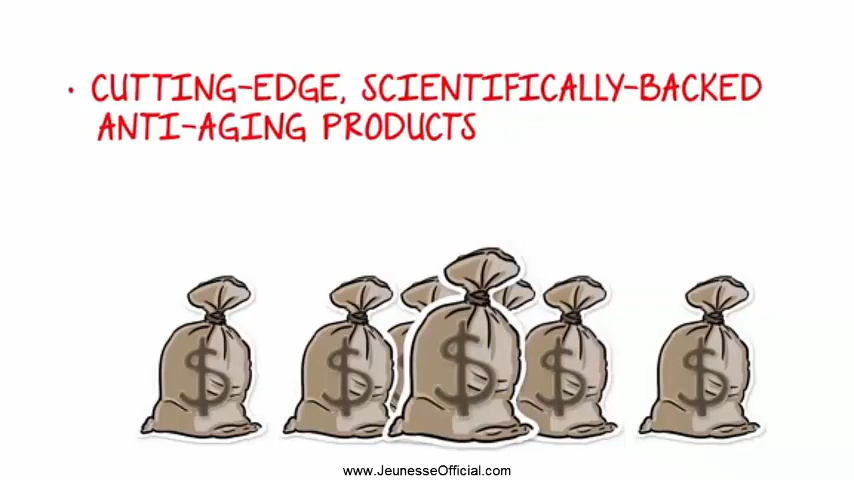 • CUTTING-EDGE, SCIENTIFICALLY-BACKED
ANTI-AGING PRODUCTS
$ $ $ $ $
www.JeunesseOfficial.com